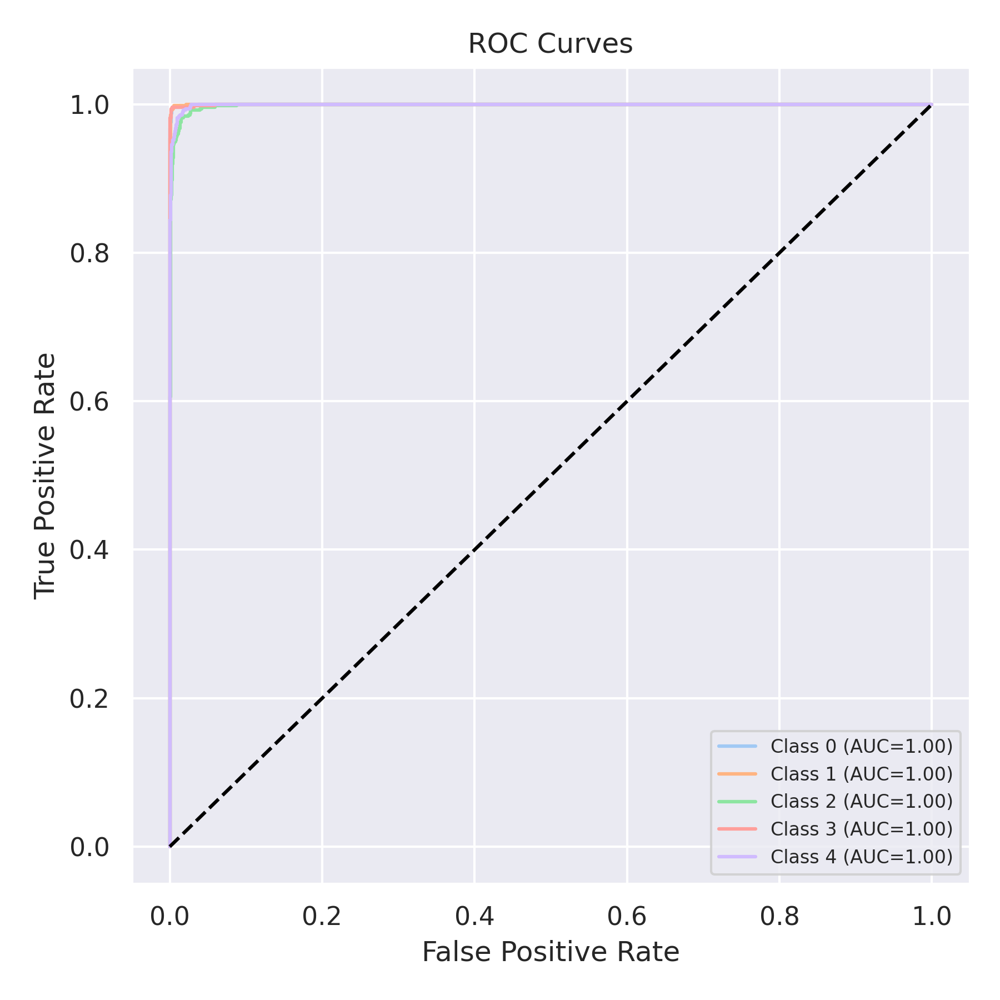 ROC Curves
True Positive Rate
1.0
0.8
0.6
0.4
0.2
0.0
Class 0 (AUC=1.00)
Class 1 (AUC=1.00)
Class 2 (AUC=1.00)
Class 3 (AUC=1.00)
Class 4 (AUC=1.00)
0.0 0.2 0.4 0.6 0.8 1.0
False Positive Rate